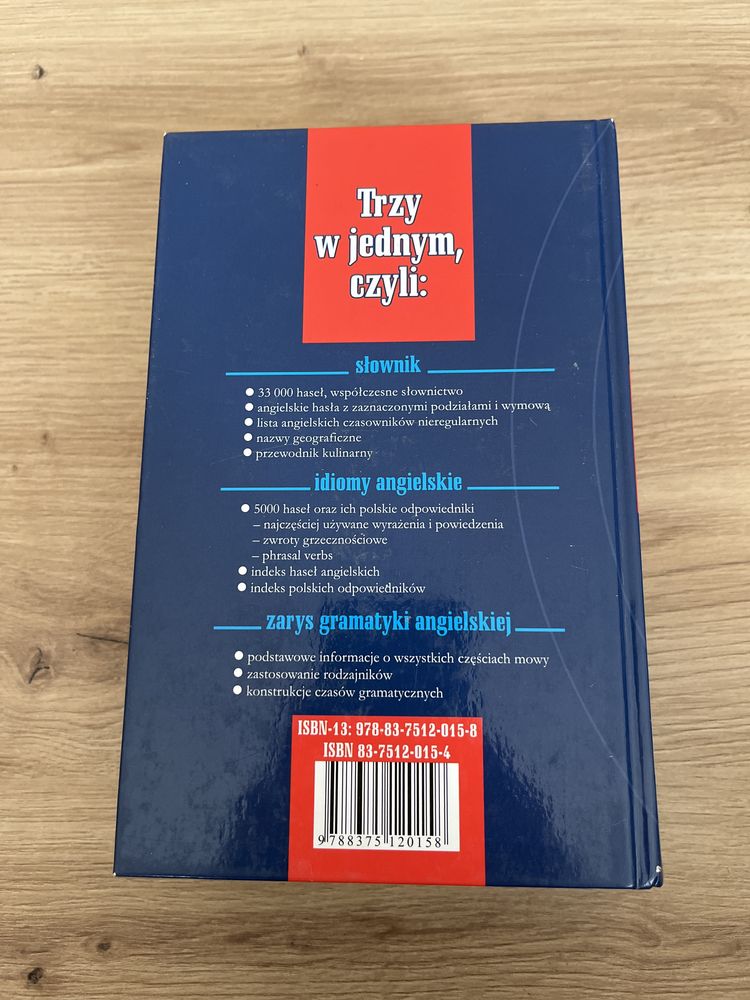 Trzy
w jednym,
czyli:
słownik
● 33 000 haseł, współczesne słownictwo
● angielskie hasła z zaznaczonymi podziałami i wymową
● lista angielskich czasowników nieregularnych
● nazwy geograficzne
● przewodnik kulinarny
idiomy angielskie
● 5000 haseł oraz ich polskie odpowiedniki
– najczęściej używane wyrażenia i powiedzenia
– zwroty grzecznościowe
– phrasal verbs
● indeks haseł angielskich
● indeks polskich odpowiedników
zarys gramatyki angielskiej
● podstawowe informacje o wszystkich częściach mowy
● zastosowanie rodzajników
● konstrukcje czasów gramatycznych
ISBN-13: 978-83-7512-015-8
ISBN 83-7512-015-4
9 788375 120158